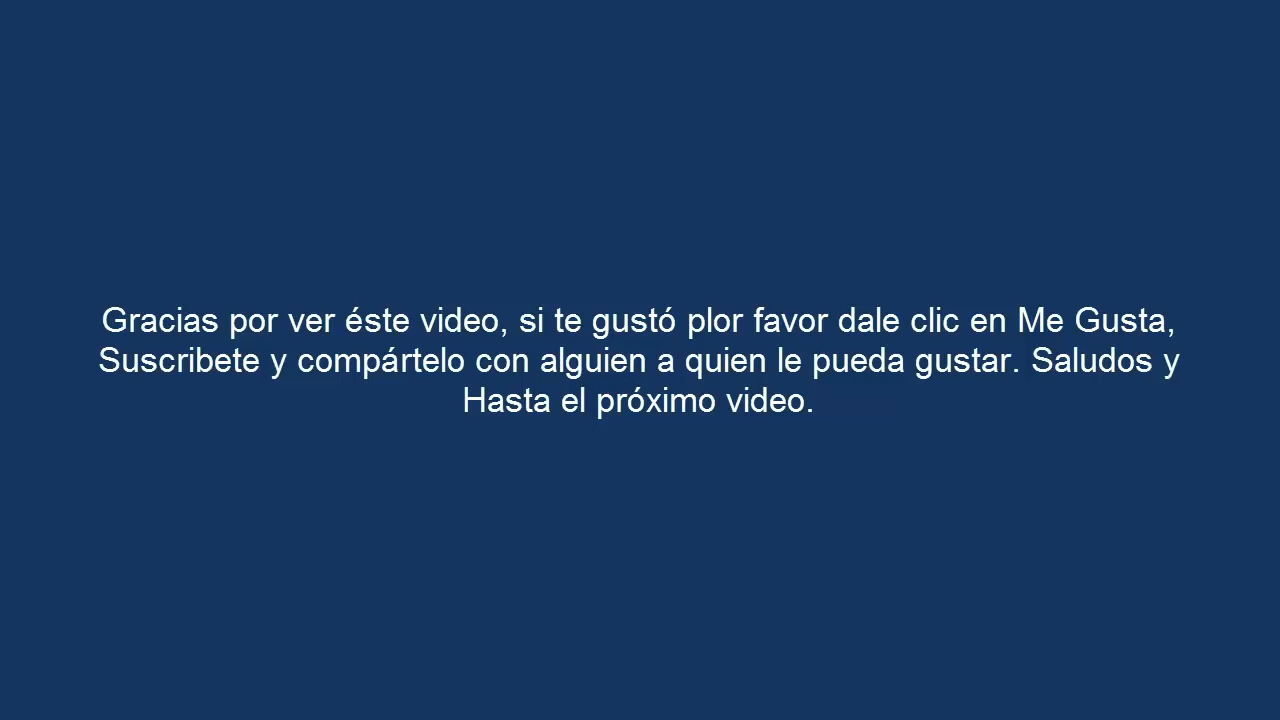 Gracias por ver éste video, si te gustó plor favor dale clic en Me Gusta,
Suscribete y compártelo con alguien a quien le pueda gustar. Saludos y
Hasta el próximo video.